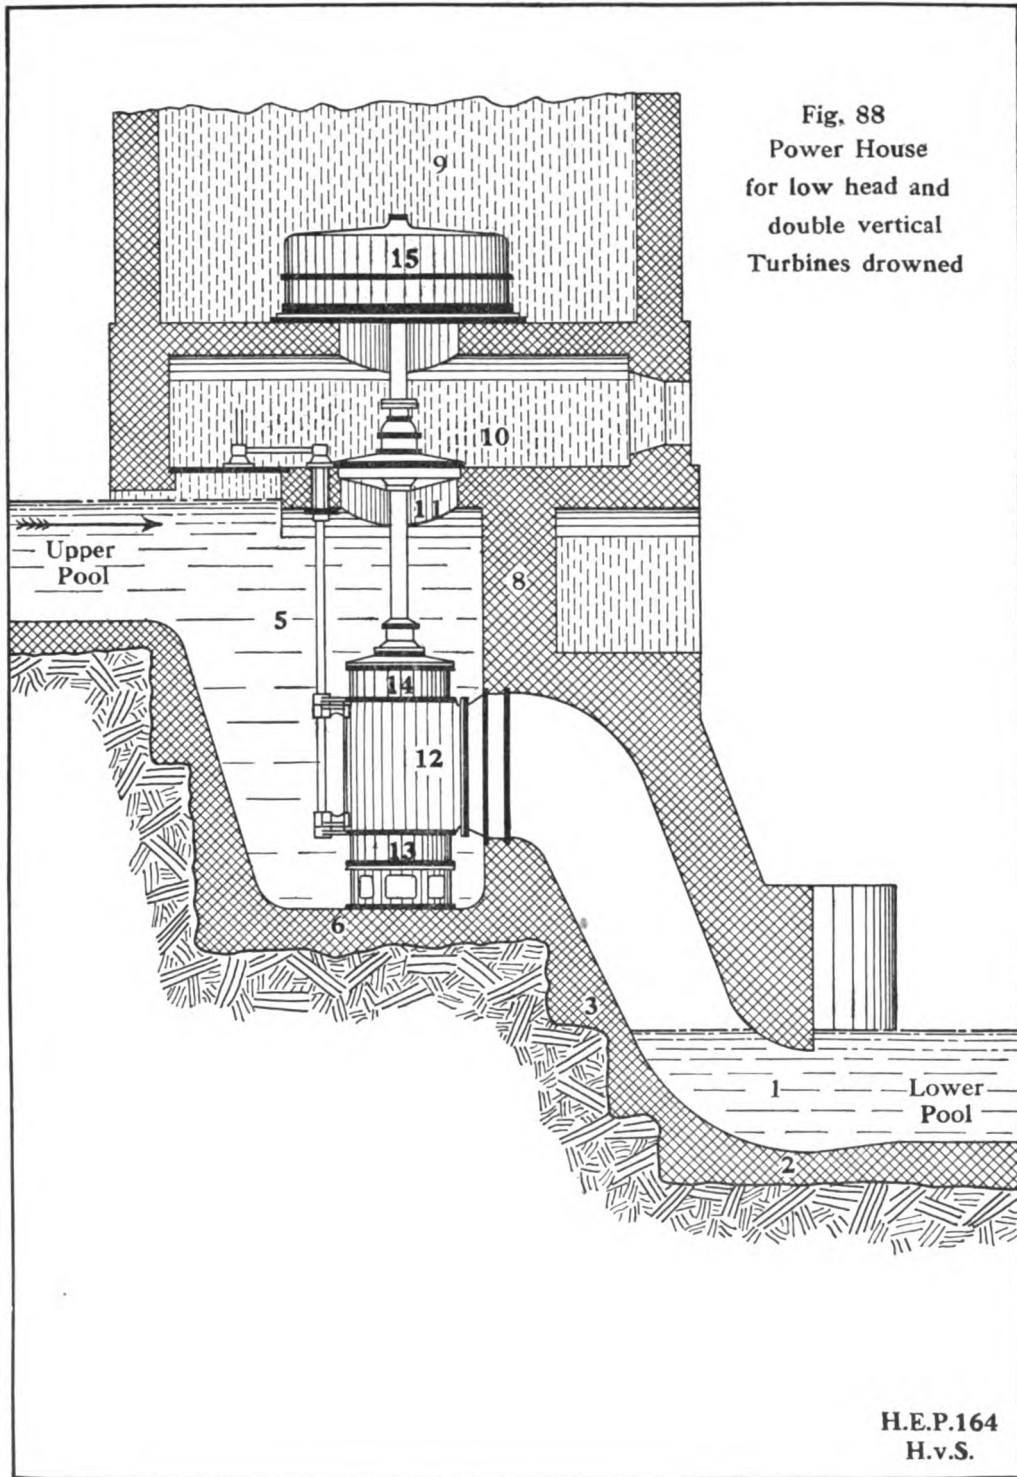 Fig. 88
Power House
for low head and
double vertical
Turbines drowned
9
15
10
11
Upper
Pool
8
5
14
12
13
6
3
1
Lower
Pool
2
H.E.P.164
H.v.S.